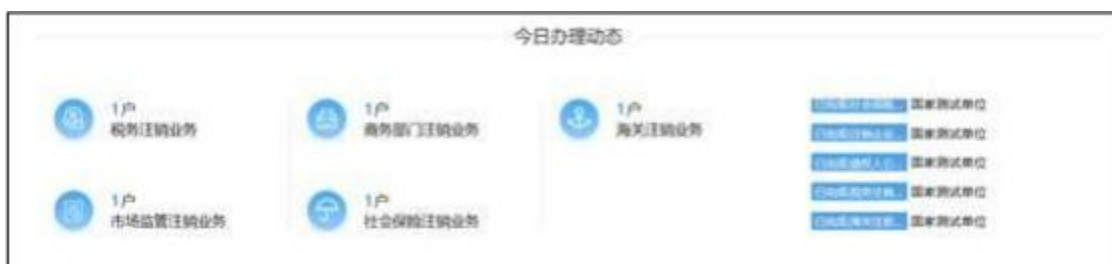 今日办理动态
1户
税务注销业务
1户
商务部门注销业务
1户
海关注销业务
1户
市场监管注销业务
1户
社会保险注销业务
国家测试单位
国家测试单位
国家测试单位
国家测试单位
国家测试单位